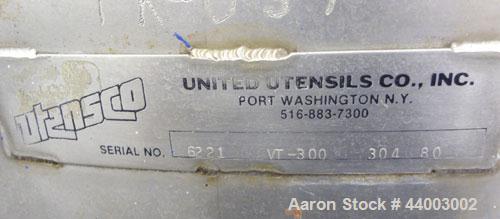 utensco
UNITED UTENSILS CO., INC.
PORT WASHINGTON N.Y.
516-883-7300
SERIAL NO. 6221 VT-300 304 80
Aaron Stock # 44003002